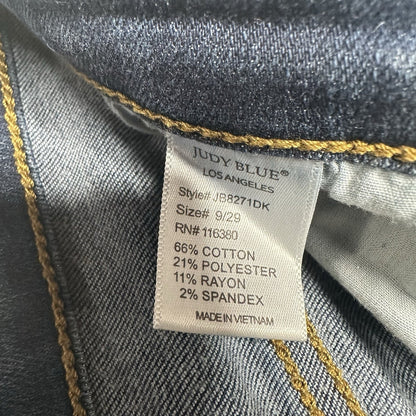 JUDY BLUE®
LOS ANGELES
Style# JB8271DK
Size# 9/29
RN# 116380
66% COTTON
21% POLYESTER
11% RAYON
2% SPANDEX
MADE IN VIETNAM